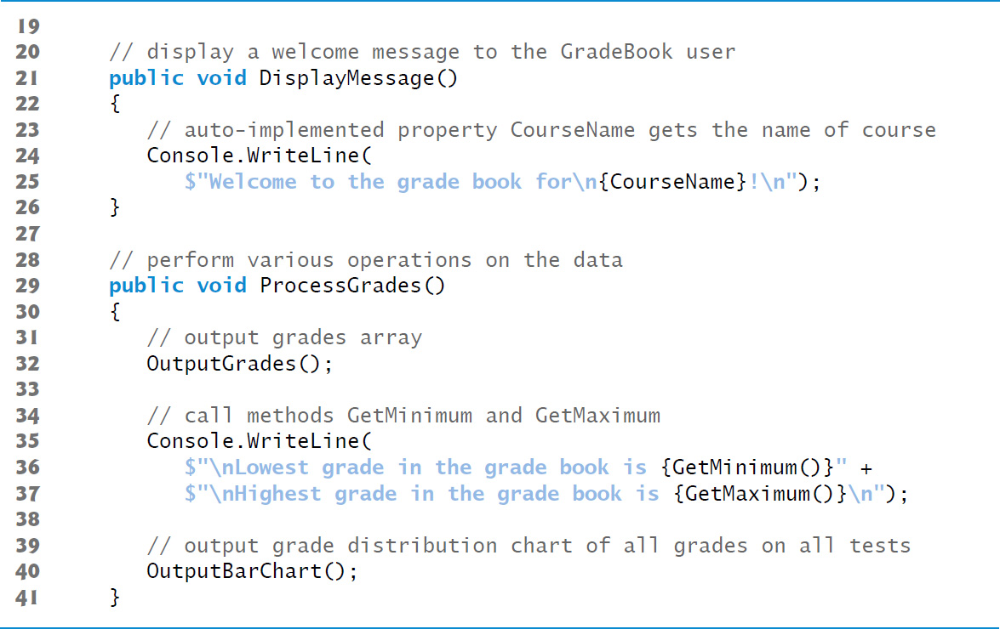 19
20 // display a welcome message to the GradeBook user
21 public void DisplayMessage()
22 {
23 // auto-implemented property CourseName gets the name of course
24 Console.WriteLine(
25 $"Welcome to the grade book for\n{CourseName}!\n");
26 }
27
28 // perform various operations on the data
29 public void ProcessGrades()
30 {
31 // output grades array
32 OutputGrades();
33
34 // call methods GetMinimum and GetMaximum
35 Console.WriteLine(
36 $"\nLowest grade in the grade book is {GetMinimum()}" +
37 $"\nHighest grade in the grade book is {GetMaximum()}\n");
38
39 // output grade distribution chart of all grades on all tests
40 OutputBarChart();
41 }